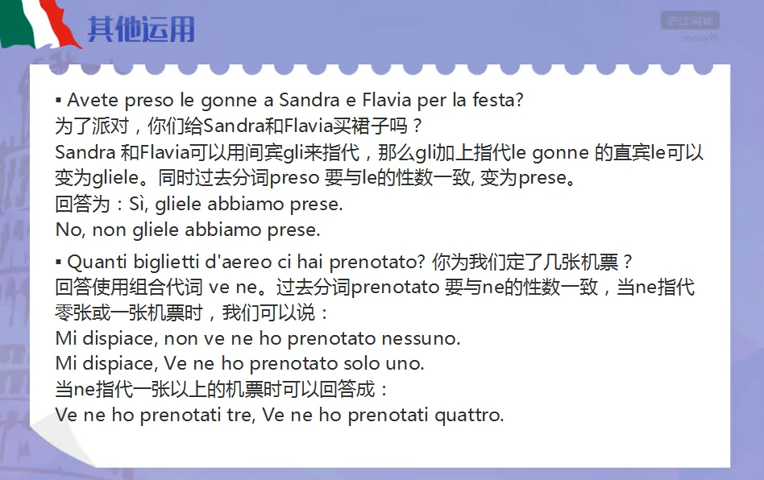 其他运用
沪江网校
missy9li
▪ Avete preso le gonne a Sandra e Flavia per la festa?
为了派对，你们给Sandra和Flavia买裙子吗？
Sandra 和Flavia可以用间宾gli来指代，那么gli加上指代le gonne 的直宾le可以
变为gliele。同时过去分词preso 要与le的性数一致, 变为prese。
回答为：Sì, gliele abbiamo prese.
No, non gliele abbiamo prese.
▪ Quanti biglietti d'aereo ci hai prenotato? 你为我们定了几张机票？
回答使用组合代词 ve ne。过去分词prenotato 要与ne的性数一致，当ne指代
零张或一张机票时，我们可以说：
Mi dispiace, non ve ne ho prenotato nessuno.
Mi dispiace, Ve ne ho prenotato solo uno.
当ne指代一张以上的机票时可以回答成：
Ve ne ho prenotati tre, Ve ne ho prenotati quattro.